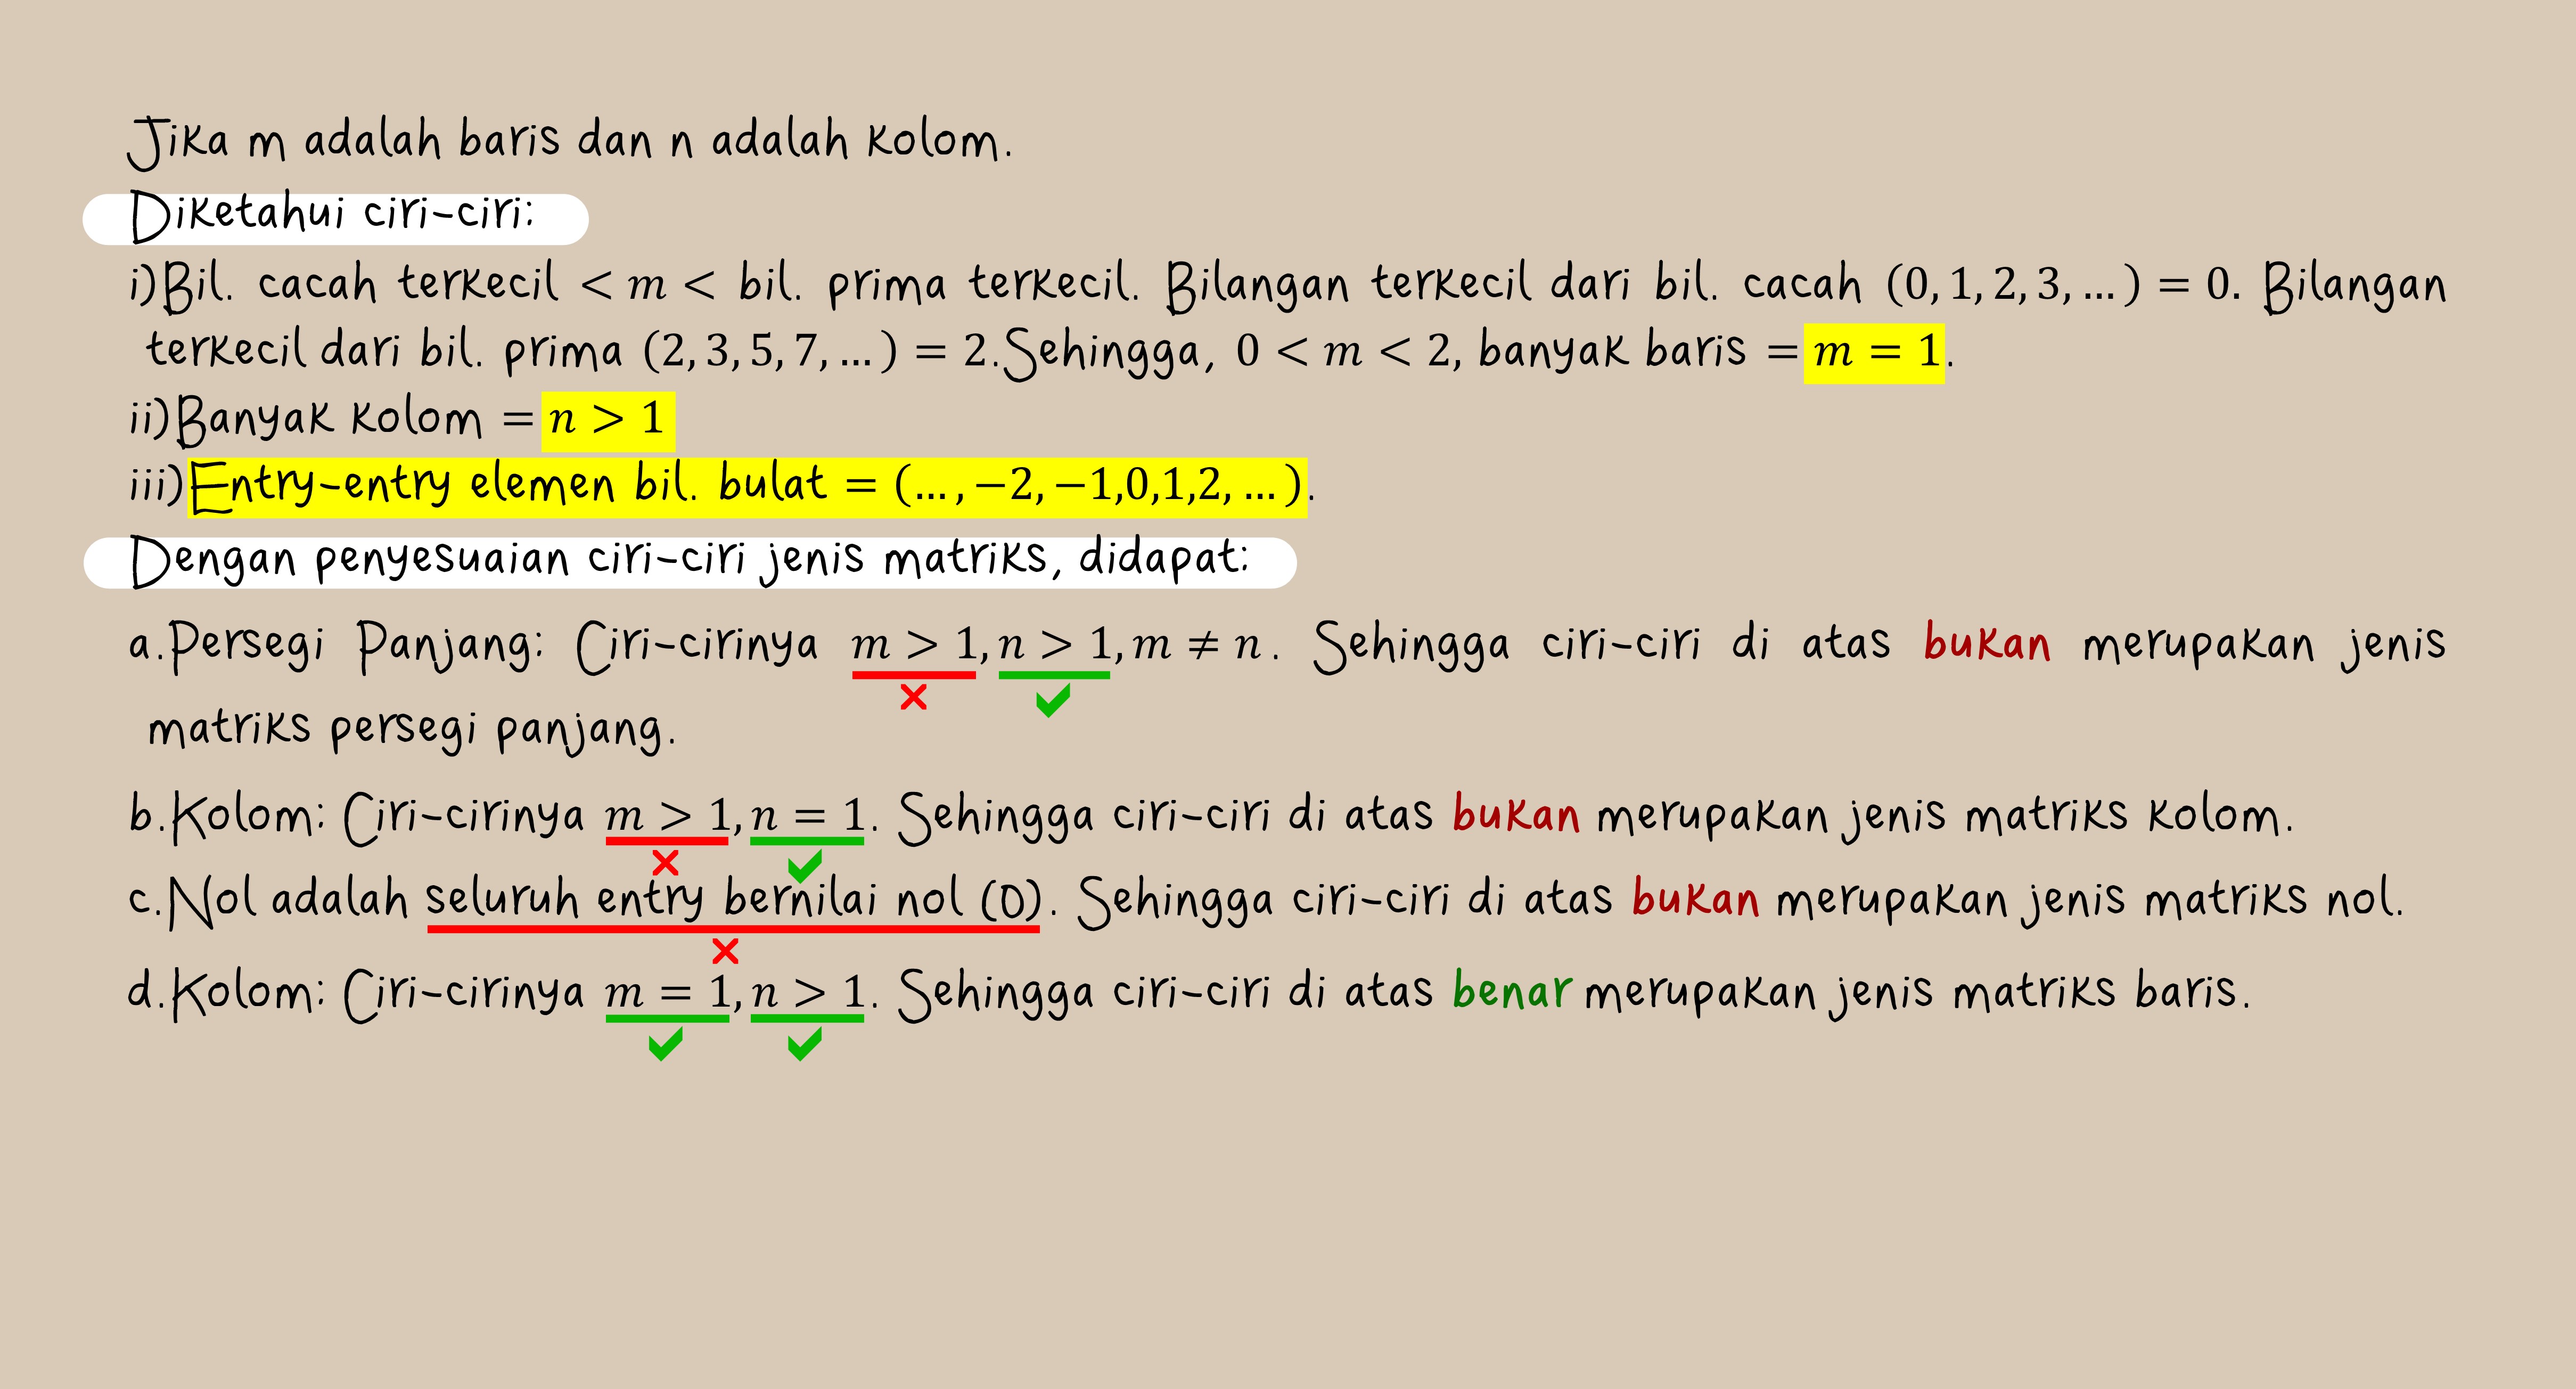 Jika m adalah baris dan n adalah kolom.
Diketahui ciri-ciri:
i)Bil. cacah terkecil < m < bil. prima terkecil. Bilangan terkecil dari bil. cacah (0, 1, 2, 3, ... ) = 0. Bilangan
terkecil dari bil. prima (2, 3, 5, 7, ... ) = 2.Sehingga, 0 < m < 2, banyak baris = m = 1.
ii)Banyak kolom = n > 1
iii)Entry-entry elemen bil. bulat = (... , −2, −1,0,1,2, ... ).
Dengan penyesuaian ciri-ciri jenis matriks, didapat:
a.Persegi Panjang: Ciri-cirinya m > 1, n > 1, m ≠ n. Sehingga ciri-ciri di atas bukan merupakan jenis
matriks persegi panjang.
b.Kolom: Ciri-cirinya m > 1, n = 1. Sehingga ciri-ciri di atas bukan merupakan jenis matriks kolom.
c.Nol adalah seluruh entry bernilai nol (0). Sehingga ciri-ciri di atas bukan merupakan jenis matriks nol.
d.Kolom: Ciri-cirinya m = 1, n > 1. Sehingga ciri-ciri di atas benar merupakan jenis matriks baris.